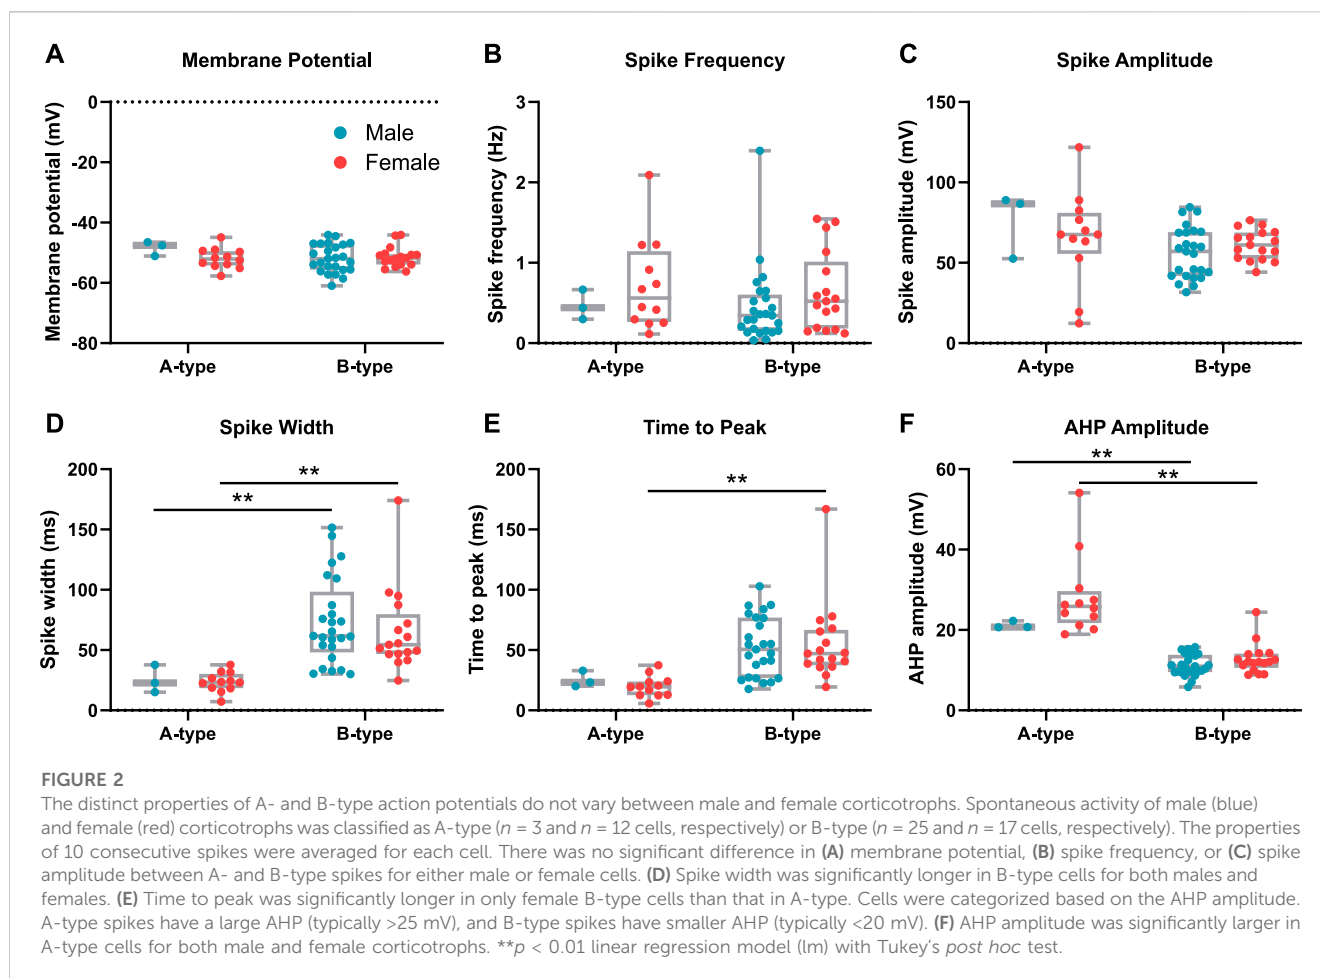 A
Membrane Potential
Membrane potential (mV)
0
-20
-40
-60
-80
Male
Female
A-type
B-type
B
Spike Frequency
Spike frequency (Hz)
3
2
1
0
A-type
B-type
C
Spike Amplitude
Spike amplitude (mV)
150
100
50
0
A-type
B-type
D
Spike Width
Spike width (ms)
200
150
100
50
0
**
**
A-type
B-type
E
Time to Peak
Time to peak (ms)
200
150
100
50
0
**
A-type
B-type
F
AHP Amplitude
AHP amplitude (mV)
60
40
20
0
**
**
A-type
B-type
FIGURE 2
The distinct properties of A- and B-type action potentials do not vary between male and female corticotrophs. Spontaneous activity of male (blue)
and female (red) corticotrophs was classified as A-type (n = 3 and n = 12 cells, respectively) or B-type (n = 25 and n = 17 cells, respectively). The properties
of 10 consecutive spikes were averaged for each cell. There was no significant difference in (A) membrane potential, (B) spike frequency, or (C) spike
amplitude between A- and B-type spikes for either male or female cells. (D) Spike width was significantly longer in B-type cells for both males and
females. (E) Time to peak was significantly longer in only female B-type cells than that in A-type. Cells were categorized based on the AHP amplitude.
A-type spikes have a large AHP (typically >25 mV), and B-type spikes have smaller AHP (typically <20 mV). (F) AHP amplitude was significantly larger in
A-type cells for both male and female corticotrophs. **p < 0.01 linear regression model (lm) with Tukey's post hoc test.